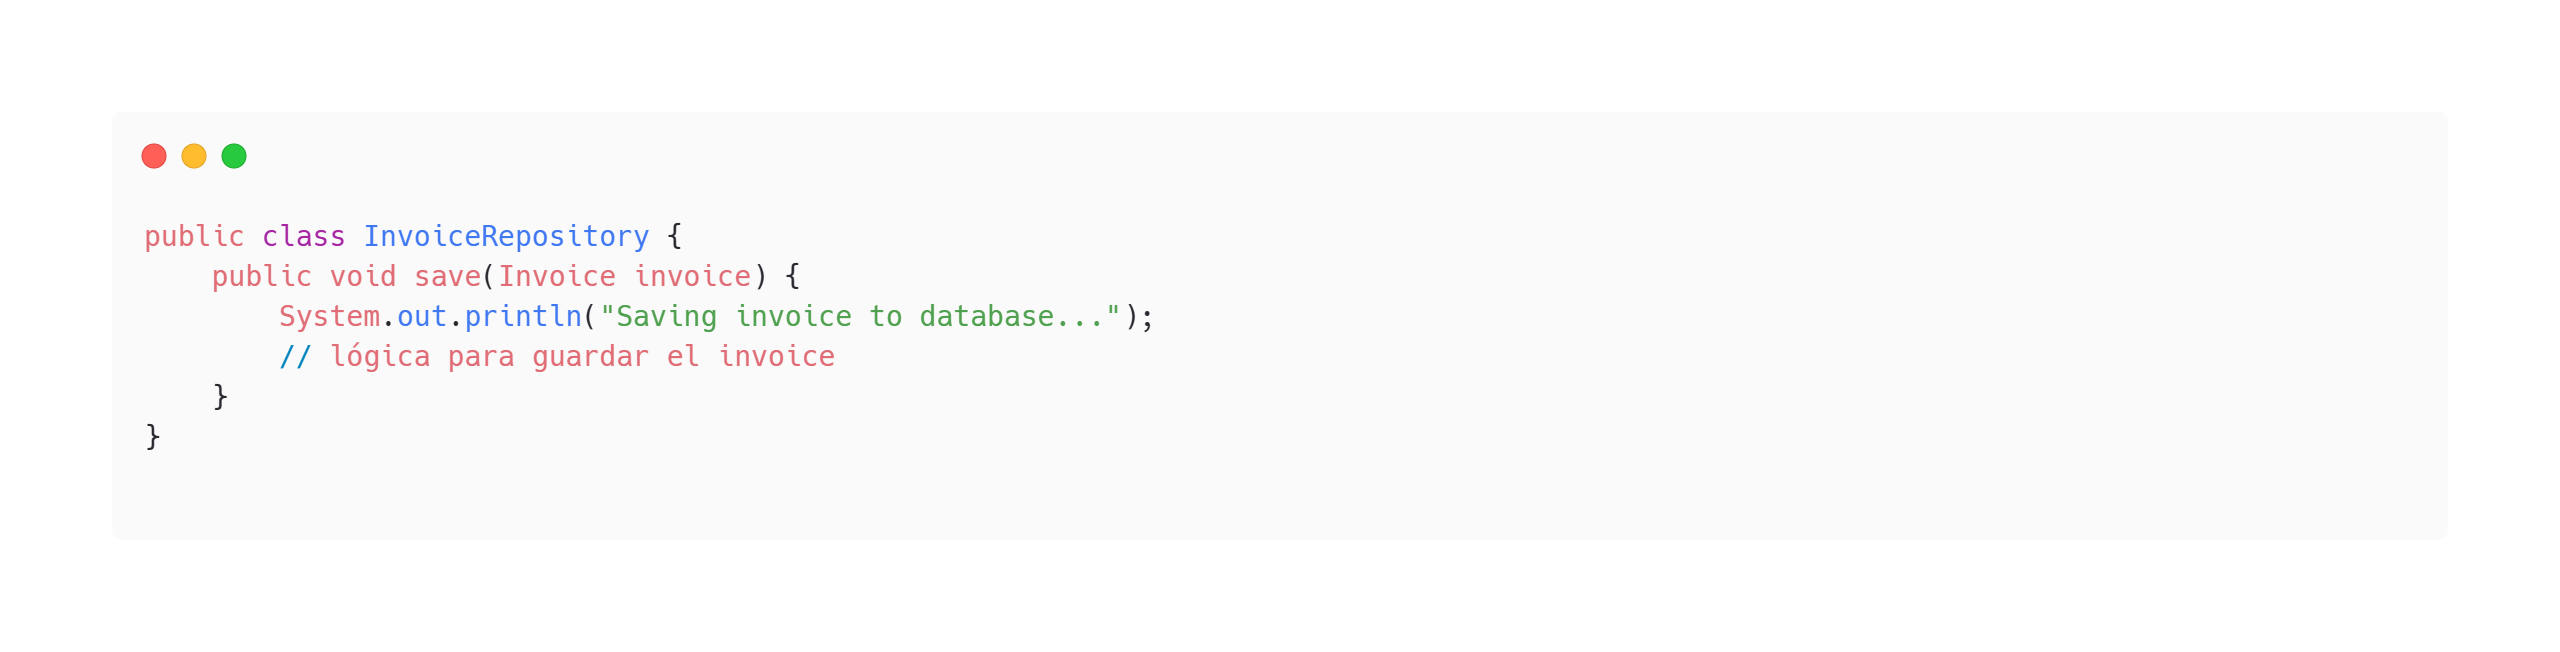 public class InvoiceRepository {
    public void save(Invoice invoice) {
        System.out.println("Saving invoice to database...");
        // lógica para guardar el invoice
    }
}